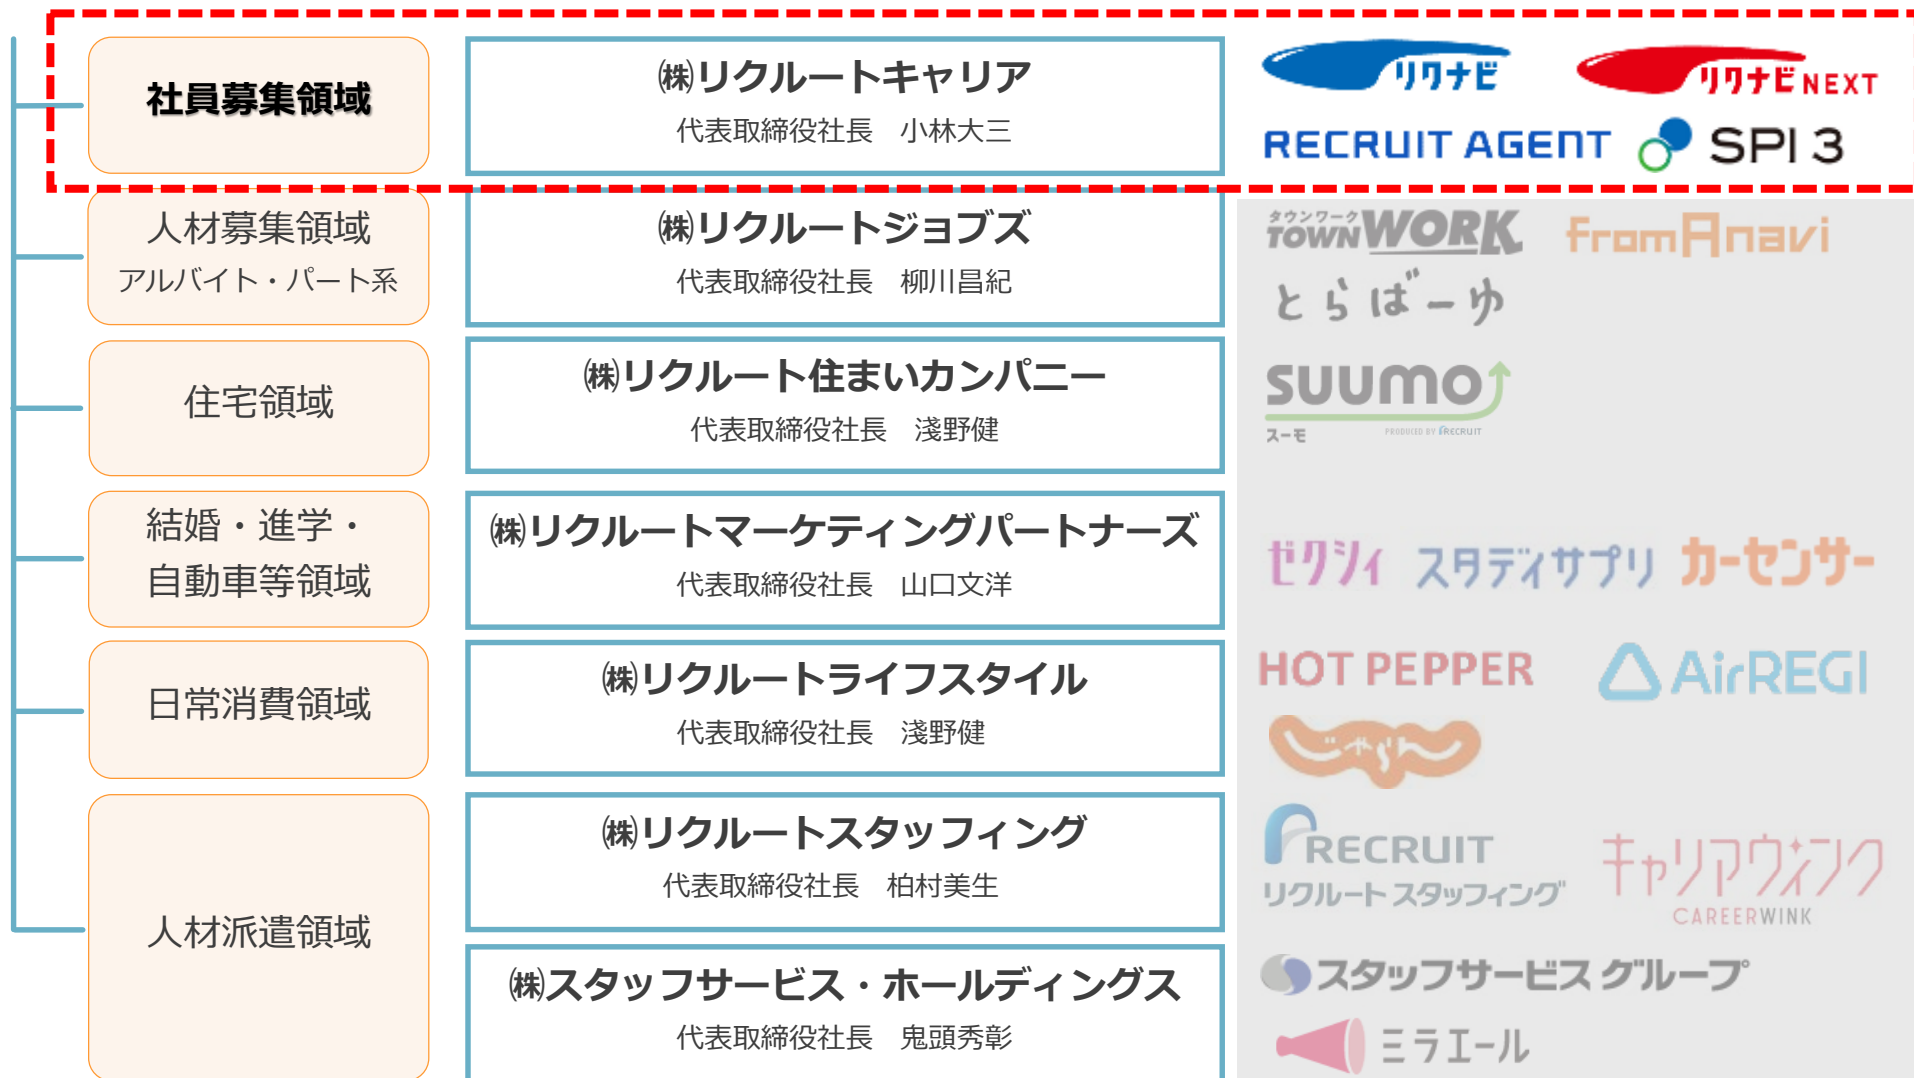 社員募集領域
㈱リクルートキャリア
代表取締役社長　小林大三
リクナビ
リクナビNEXT
RECRUIT AGENT
SPI 3
人材募集領域
アルバイト・パート系
㈱リクルートジョブズ
代表取締役社長　柳川昌紀
タウンワーク
TOWN WORK
fromAnavi
とらばーゆ
住宅領域
㈱リクルート住まいカンパニー
代表取締役社長　淺野健
SUUMO
スーモ
PRODUCED BY RECRUIT
結婚・進学・
自動車等領域
㈱リクルートマーケティングパートナーズ
代表取締役社長　山口文洋
ゼクシィ
スタディサプリ
カーセンサー
日常消費領域
㈱リクルートライフスタイル
代表取締役社長　淺野健
HOT PEPPER
AirREGI
じゃらん
人材派遣領域
㈱リクルートスタッフィング
代表取締役社長　柏村美生
RECRUIT
リクルートスタッフィング
キャリアウィンク
CAREERWINK
㈱スタッフサービス・ホールディングス
代表取締役社長　鬼頭秀彰
スタッフサービス グループ
ミラエール